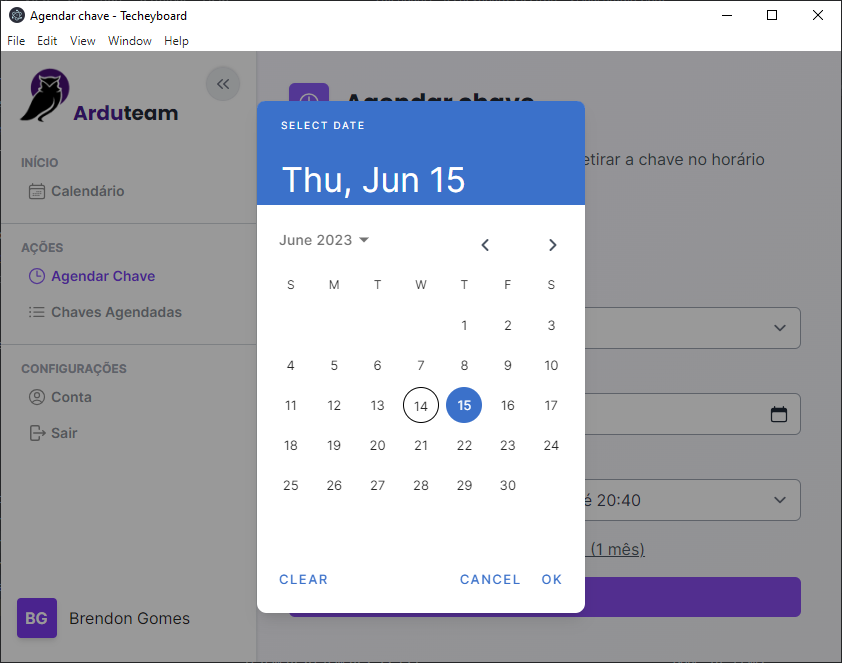 Agendar chave - Techeyboard
File Edit View Window Help
Arduteam
INÍCIO
Calendário
AÇÕES
Agendar Chave
Chaves Agendadas
CONFIGURAÇÕES
Conta
Sair
BG Brendon Gomes
Agendar chave
etirar a chave no horário
SELECT DATE
Thu, Jun 15
June 2023
S M T W T F S
1 2 3
4 5 6 7 8 9 10
11 12 13 14 15 16 17
18 19 20 21 22 23 24
25 26 27 28 29 30
CLEAR CANCEL OK
é 20:40
(1 mês)